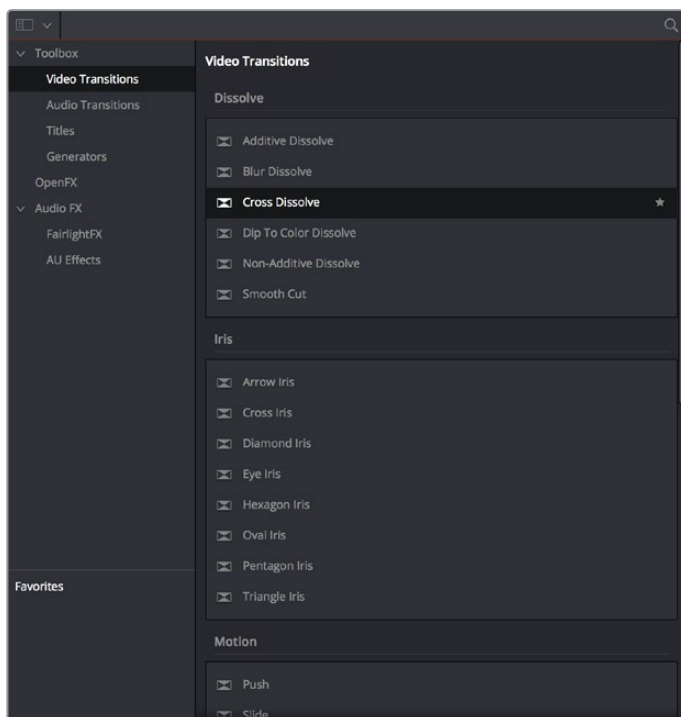 Toolbox
Video Transitions
Audio Transitions
Titles
Generators
OpenFX
Audio FX
FairlightFX
AU Effects
Favorites
Video Transitions
Dissolve
Additive Dissolve
Blur Dissolve
Cross Dissolve
Dip To Color Dissolve
Non-Additive Dissolve
Smooth Cut
Iris
Arrow Iris
Cross Iris
Diamond Iris
Eye Iris
Hexagon Iris
Oval Iris
Pentagon Iris
Triangle Iris
Motion
Push
Slide